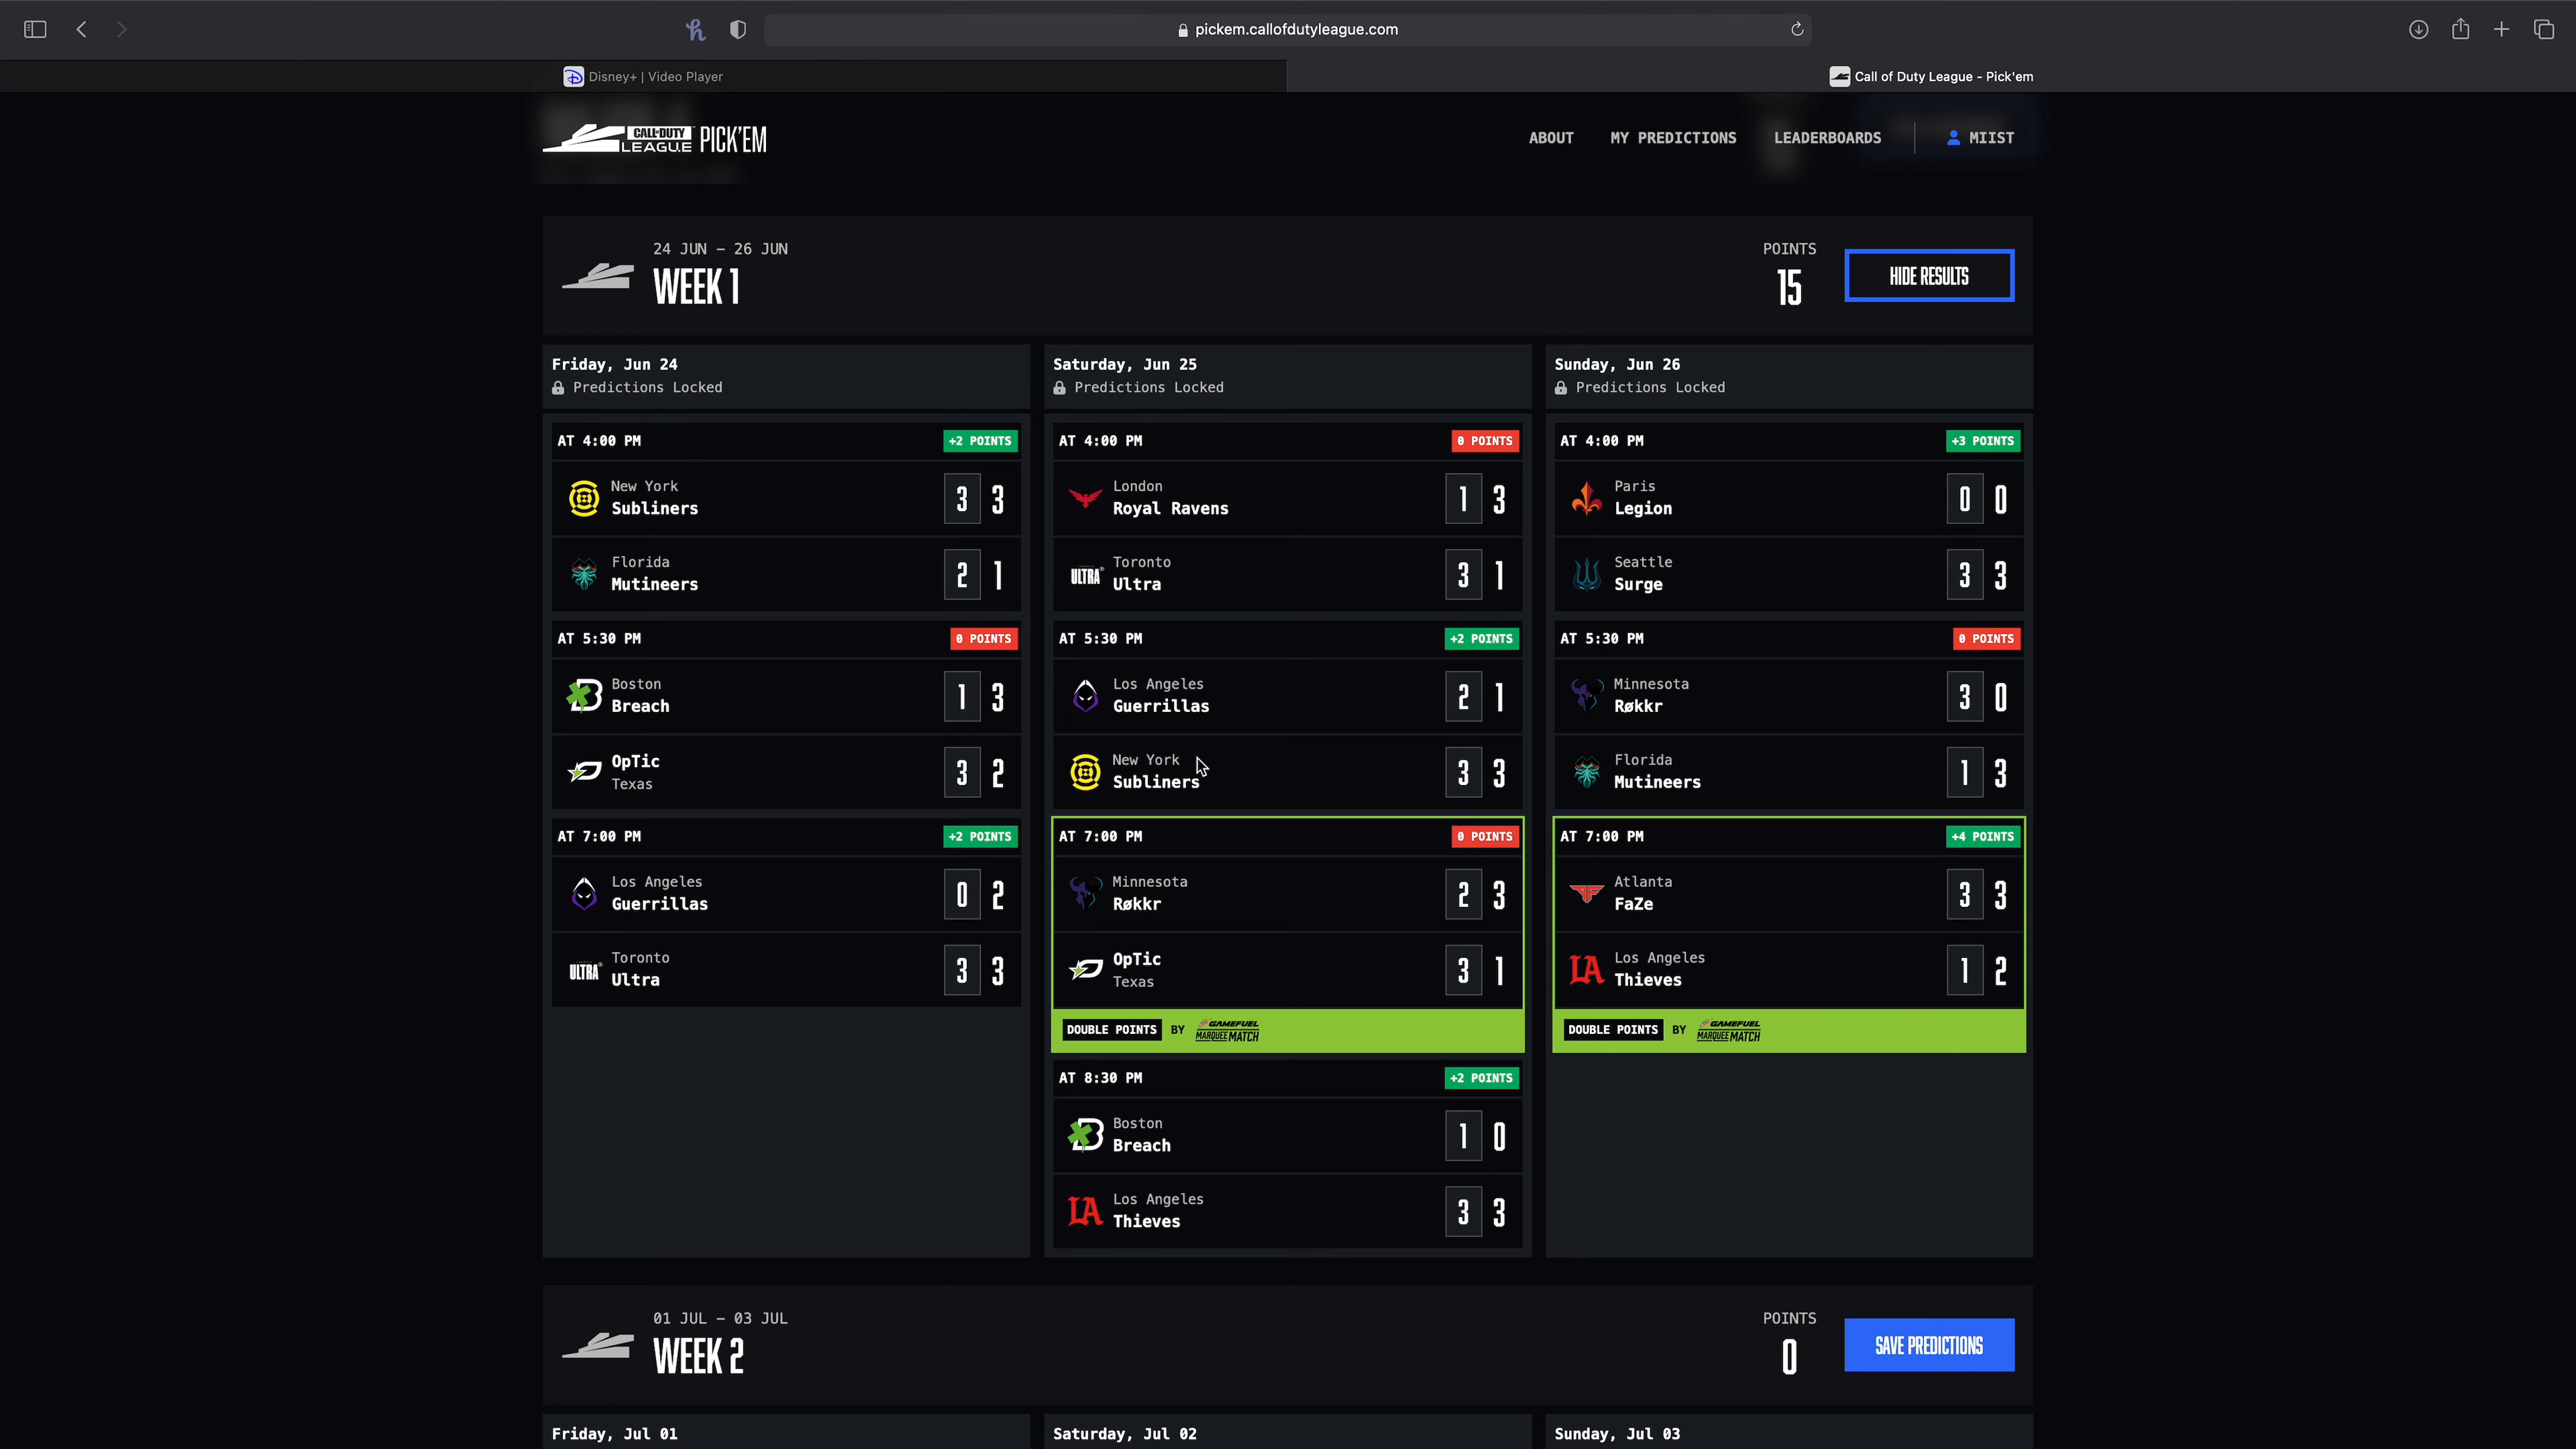 pickem.callofdutyleague.com
Disney+ | Video Player
Call of Duty League - Pick'em
CALL OF DUTY LEAGUE PICK'EM
ABOUT
MY PREDICTIONS
LEADERBOARDS
MIIST
24 JUN – 26 JUN
WEEK 1
POINTS
15
HIDE RESULTS
Friday, Jun 24
Predictions Locked
AT 4:00 PM
+2 POINTS
New York
Subliners
3 3
Florida
Mutineers
2 1
AT 5:30 PM
0 POINTS
Boston
Breach
1 3
OpTic
Texas
3 2
AT 7:00 PM
+2 POINTS
Los Angeles
Guerrillas
0 2
ULTRA
Toronto
Ultra
3 3
Saturday, Jun 25
Predictions Locked
AT 4:00 PM
0 POINTS
London
Royal Ravens
1 3
ULTRA
Toronto
Ultra
3 1
AT 5:30 PM
+2 POINTS
Los Angeles
Guerrillas
2 1
New York
Subliners
3 3
AT 7:00 PM
0 POINTS
Minnesota
Røkkr
2 3
OpTic
Texas
3 1
DOUBLE POINTS BY GAMEFUEL
MARQUEE MATCH
AT 8:30 PM
+2 POINTS
Boston
Breach
1 0
LA
Los Angeles
Thieves
3 3
Sunday, Jun 26
Predictions Locked
AT 4:00 PM
+3 POINTS
Paris
Legion
0 0
Seattle
Surge
3 3
AT 5:30 PM
0 POINTS
Minnesota
Røkkr
3 0
Florida
Mutineers
1 3
AT 7:00 PM
+4 POINTS
Atlanta
FaZe
3 3
LA
Los Angeles
Thieves
1 2
DOUBLE POINTS BY GAMEFUEL
MARQUEE MATCH
01 JUL – 03 JUL
WEEK 2
POINTS
0
SAVE PREDICTIONS
Friday, Jul 01
Saturday, Jul 02
Sunday, Jul 03